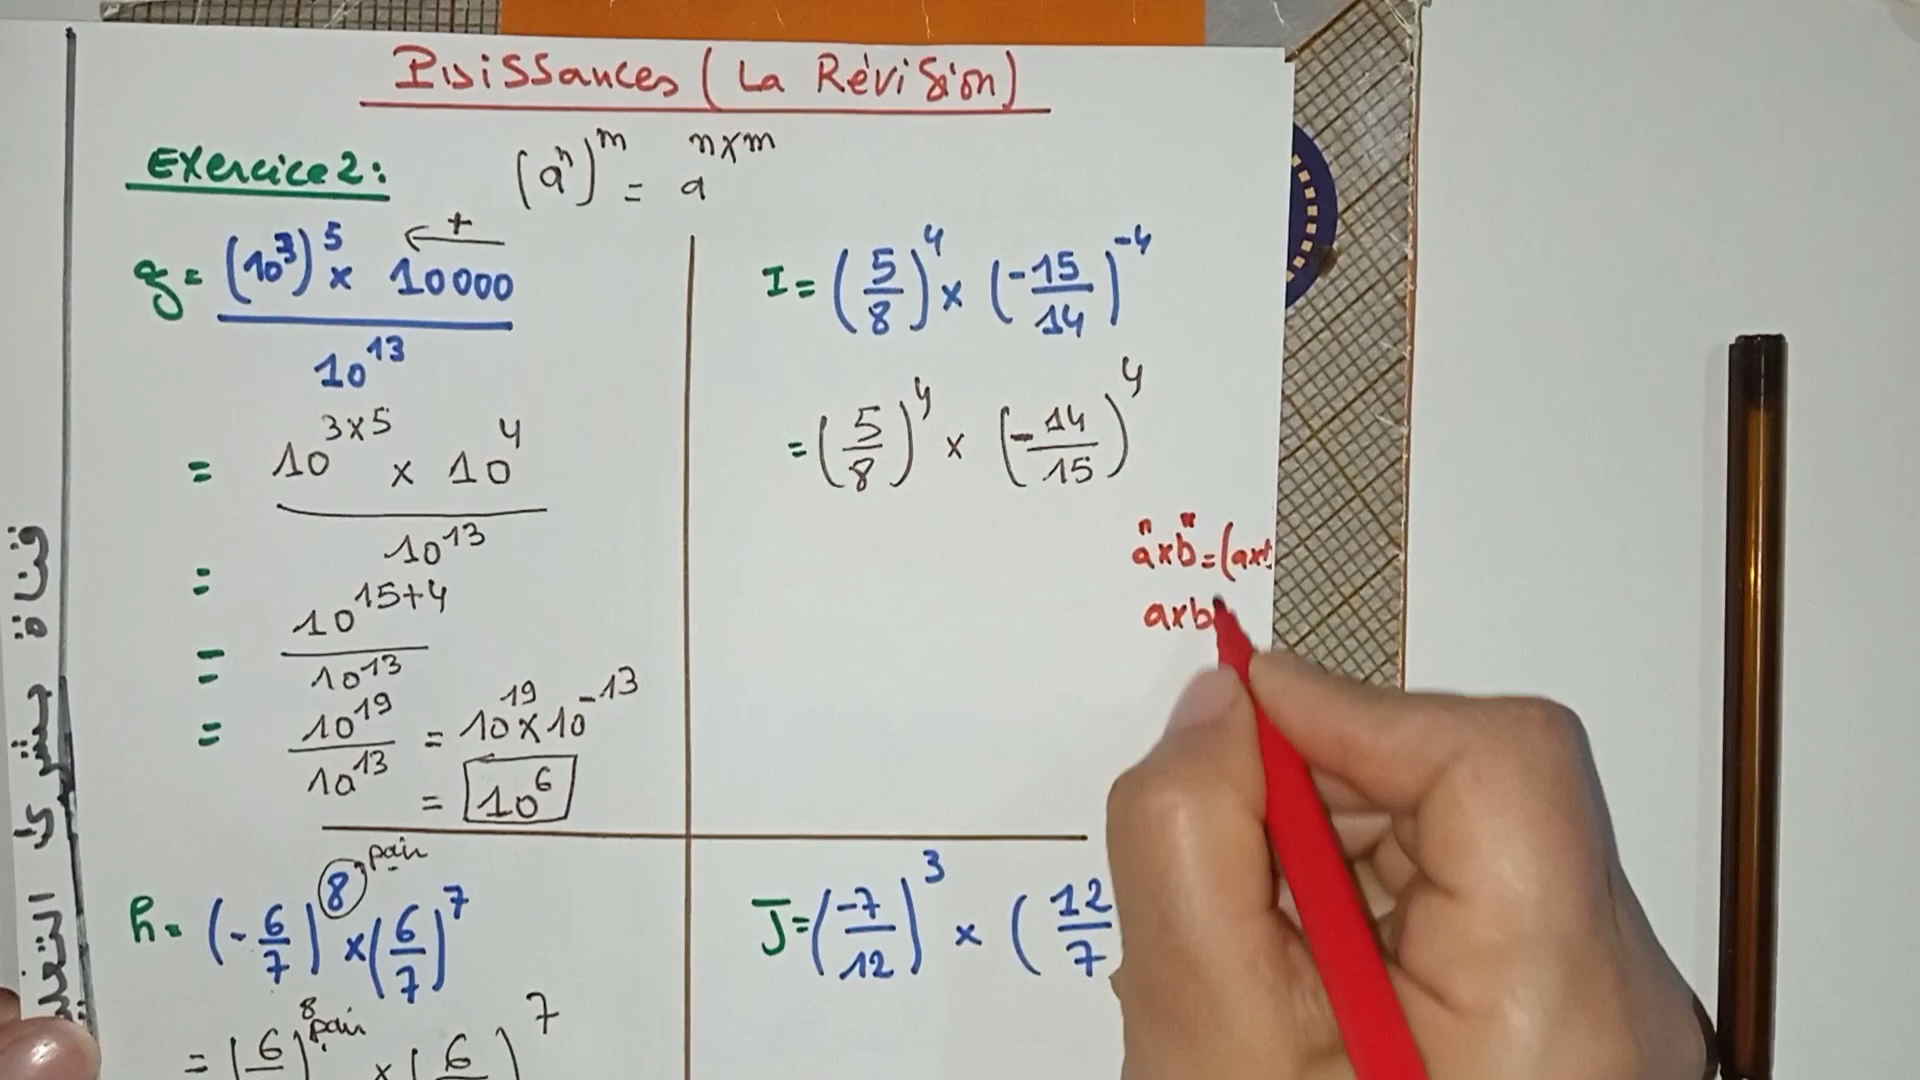 Puissances (La Révision)
Exercice 2:
(aⁿ)ᵐ = aⁿˣᵐ
g = (10³)⁵ × 10000 / 10¹³
← +
= 10³ˣ⁵ × 10⁴ / 10¹³
=
= 10¹⁵⁺⁴ / 10¹³
= 10¹⁹ / 10¹³ = 10¹⁹ × 10⁻¹³
= 10⁶
I = (5/8)⁴ × (-15/14)⁻⁴
= (5/8)⁴ × (-14/15)⁴
aⁿ×bⁿ=(a×
a×b
h = (-6/7)⁸ × (6/7)⁷
pair
= (6
8
pair
× (6
)⁷
J = (-7/12)³ × (12/7
قناة بشرى